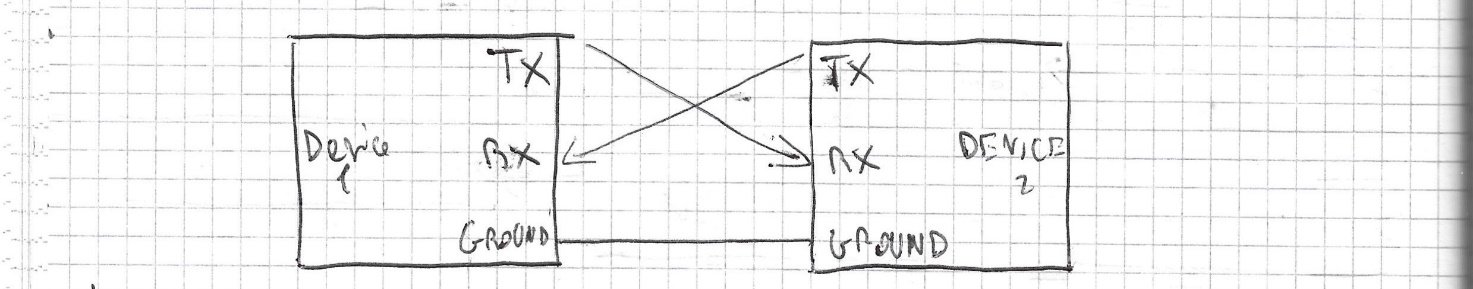 TX
Device
1
RX
GROUND
TX
RX
DEVICE
2
GROUND